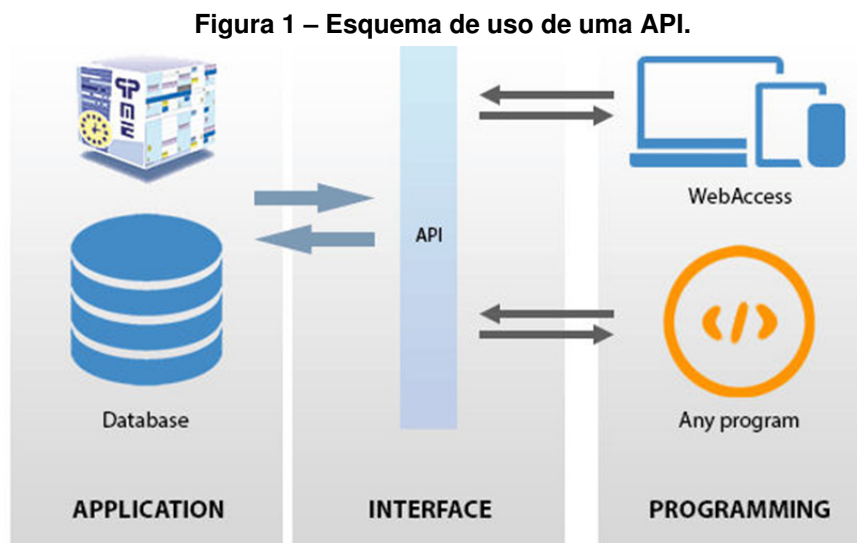 Figura 1 – Esquema de uso de uma API.
WebAccess
API
Database
Any program
APPLICATION
INTERFACE
PROGRAMMING